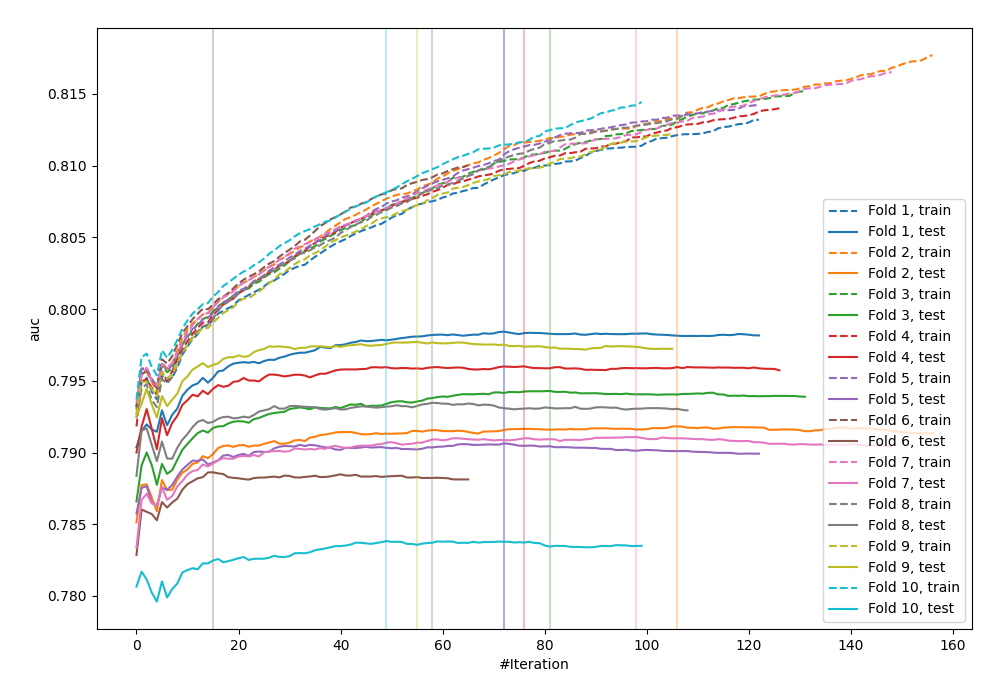 0.815
0.810
0.805
0.800
0.795
0.790
0.785
0.780
auc
0
20
40
60
80
100
120
140
160
#Iteration
Fold 1, train
Fold 1, test
Fold 2, train
Fold 2, test
Fold 3, train
Fold 3, test
Fold 4, train
Fold 4, test
Fold 5, train
Fold 5, test
Fold 6, train
Fold 6, test
Fold 7, train
Fold 7, test
Fold 8, train
Fold 8, test
Fold 9, train
Fold 9, test
Fold 10, train
Fold 10, test